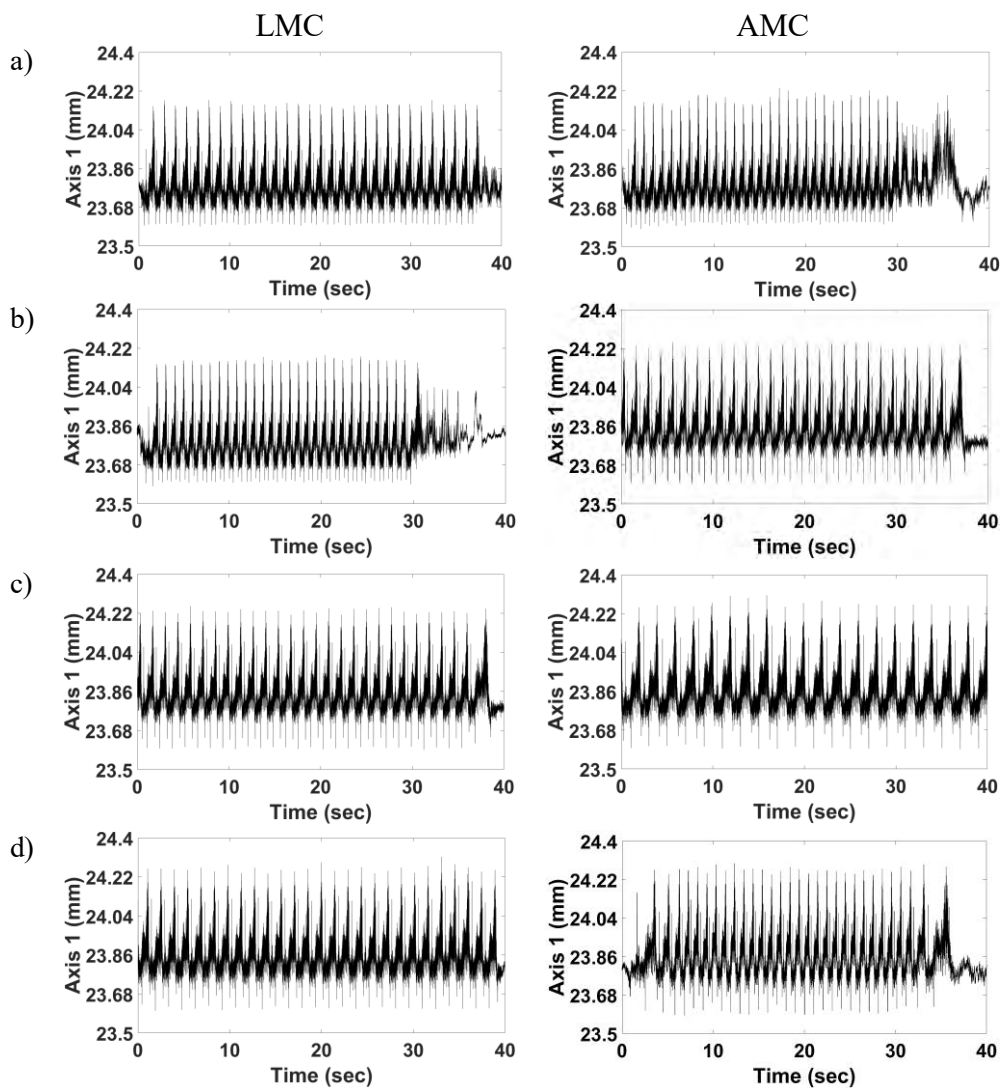 LMC AMC
a)
24.4 24.4
24.22 24.22
24.04 24.04
23.86 23.86
23.68 23.68
23.5 23.5
Axis 1 (mm) Axis 1 (mm)
0 10 20 30 40 0 10 20 30 40
Time (sec) Time (sec)
b)
24.4 24.4
24.22 24.22
24.04 24.04
23.86 23.86
23.68 23.68
23.5 23.5
Axis 1 (mm) Axis 1 (mm)
0 10 20 30 40 0 10 20 30 40
Time (sec) Time (sec)
c)
24.4 24.4
24.22 24.22
24.04 24.04
23.86 23.86
23.68 23.68
23.5 23.5
Axis 1 (mm) Axis 1 (mm)
0 10 20 30 40 0 10 20 30 40
Time (sec) Time (sec)
d)
24.4 24.4
24.22 24.22
24.04 24.04
23.86 23.86
23.68 23.68
23.5 23.5
Axis 1 (mm) Axis 1 (mm)
0 10 20 30 40 0 10 20 30 40
Time (sec) Time (sec)